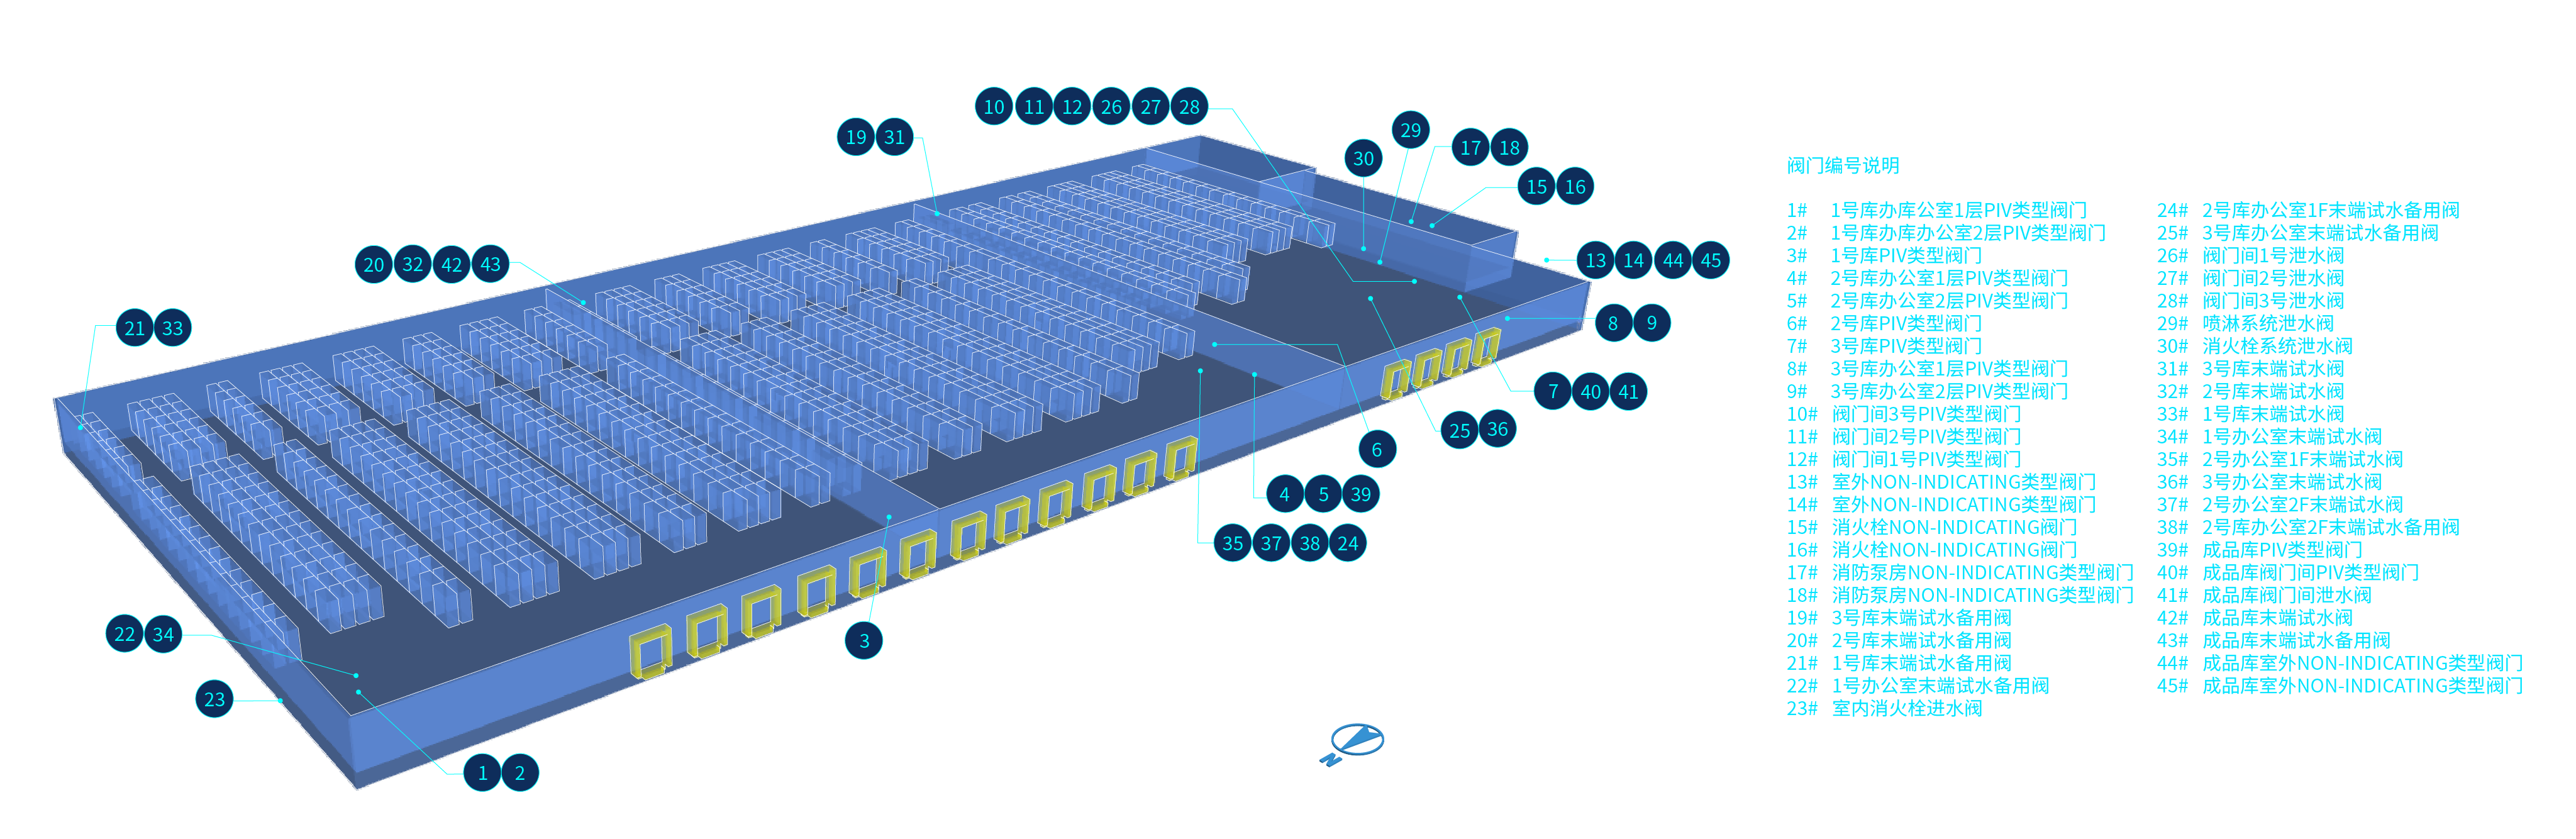 10 11 12 26 27 28
19 31
29
30
17 18
15 16
13 14 44 45
20 32 42 43
21 33
8 9
7 40 41
25 36
6
4 5 39
35 37 38 24
3
22 34
23
1 2
N
阀门编号说明
1# 1号库办库公室1层PIV类型阀门
2# 1号库办库办公室2层PIV类型阀门
3# 1号库PIV类型阀门
4# 2号库办公室1层PIV类型阀门
5# 2号库办公室2层PIV类型阀门
6# 2号库PIV类型阀门
7# 3号库PIV类型阀门
8# 3号库办公室1层PIV类型阀门
9# 3号库办公室2层PIV类型阀门
10# 阀门间3号PIV类型阀门
11# 阀门间2号PIV类型阀门
12# 阀门间1号PIV类型阀门
13# 室外NON-INDICATING类型阀门
14# 室外NON-INDICATING类型阀门
15# 消火栓NON-INDICATING阀门
16# 消火栓NON-INDICATING阀门
17# 消防泵房NON-INDICATING类型阀门
18# 消防泵房NON-INDICATING类型阀门
19# 3号库末端试水备用阀
20# 2号库末端试水备用阀
21# 1号库末端试水备用阀
22# 1号办公室末端试水备用阀
23# 室内消火栓进水阀
24# 2号库办公室1F末端试水备用阀
25# 3号库办公室末端试水备用阀
26# 阀门间1号泄水阀
27# 阀门间2号泄水阀
28# 阀门间3号泄水阀
29# 喷淋系统泄水阀
30# 消火栓系统泄水阀
31# 3号库末端试水阀
32# 2号库末端试水阀
33# 1号库末端试水阀
34# 1号办公室末端试水阀
35# 2号办公室1F末端试水阀
36# 3号办公室末端试水阀
37# 2号办公室2F末端试水阀
38# 2号库办公室2F末端试水备用阀
39# 成品库PIV类型阀门
40# 成品库阀门间PIV类型阀门
41# 成品库阀门间泄水阀
42# 成品库末端试水阀
43# 成品库末端试水备用阀
44# 成品库室外NON-INDICATING类型阀门
45# 成品库室外NON-INDICATING类型阀门